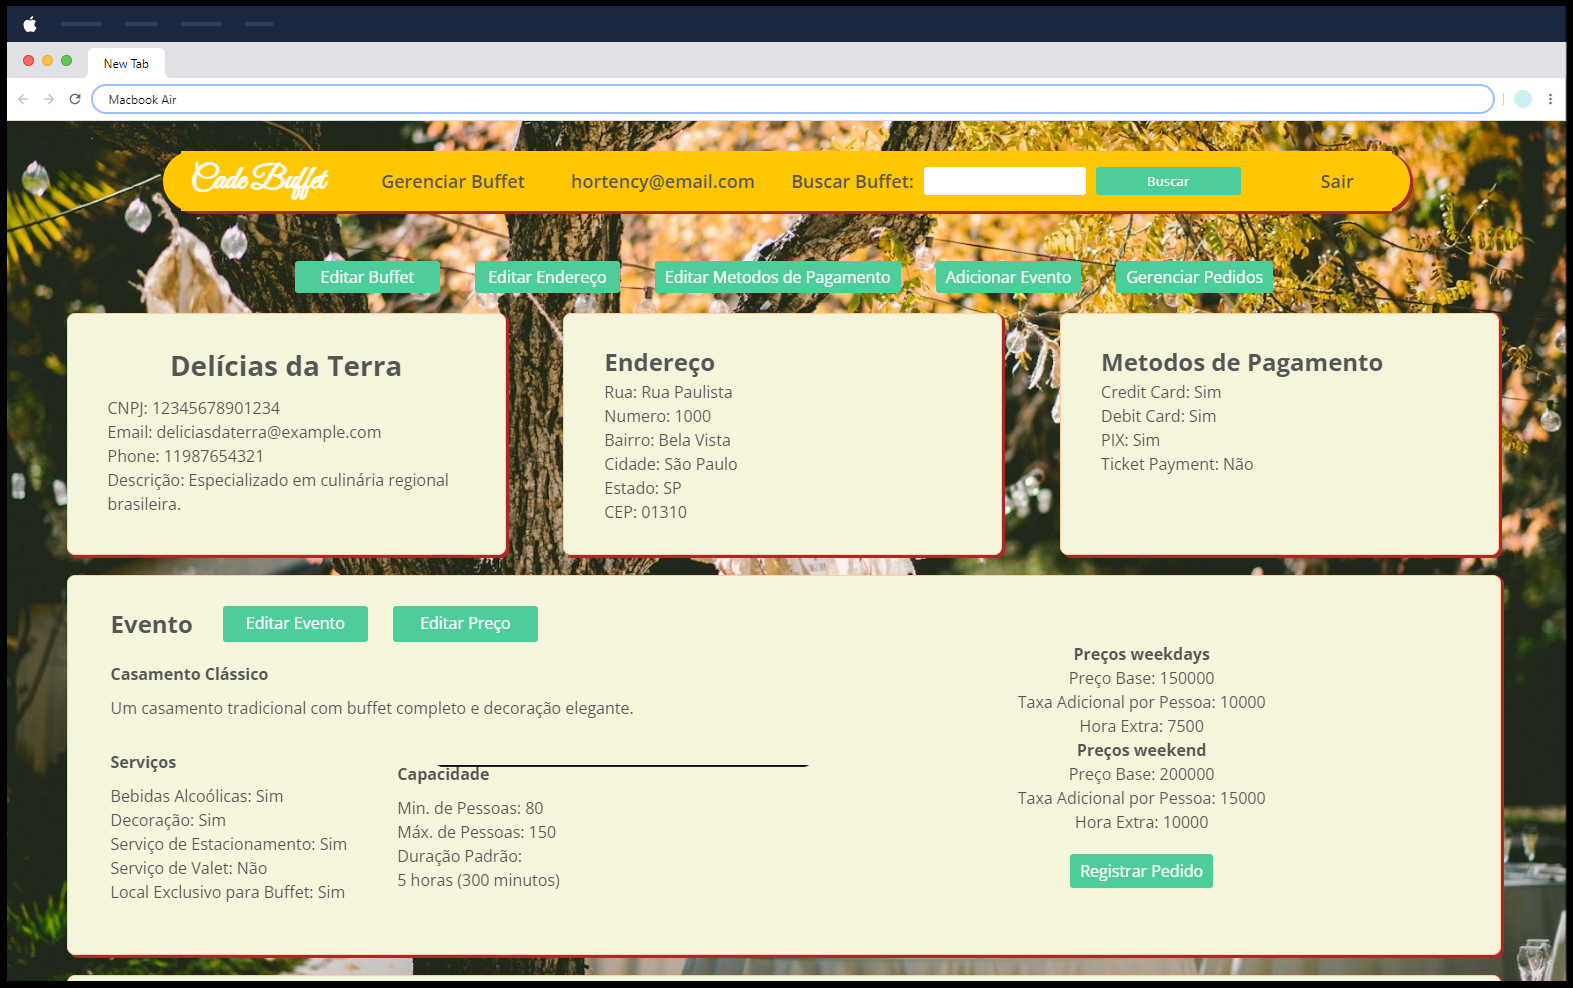 New Tab
Macbook Air
Cade Buffet Gerenciar Buffet hortency@email.com Buscar Buffet: Buscar Sair
Editar Buffet Editar Endereço Editar Metodos de Pagamento Adicionar Evento Gerenciar Pedidos
Delícias da Terra
CNPJ: 12345678901234
Email: deliciasdaterra@example.com
Phone: 11987654321
Descrição: Especializado em culinária regional
brasileira.
Endereço
Rua: Rua Paulista
Numero: 1000
Bairro: Bela Vista
Cidade: São Paulo
Estado: SP
CEP: 01310
Metodos de Pagamento
Credit Card: Sim
Debit Card: Sim
PIX: Sim
Ticket Payment: Não
Evento Editar Evento Editar Preço
Casamento Clássico
Um casamento tradicional com buffet completo e decoração elegante.
Serviços
Bebidas Alcoólicas: Sim
Decoração: Sim
Serviço de Estacionamento: Sim
Serviço de Valet: Não
Local Exclusivo para Buffet: Sim
Capacidade
Min. de Pessoas: 80
Máx. de Pessoas: 150
Duração Padrão:
5 horas (300 minutos)
Preços weekdays
Preço Base: 150000
Taxa Adicional por Pessoa: 10000
Hora Extra: 7500
Preços weekend
Preço Base: 200000
Taxa Adicional por Pessoa: 15000
Hora Extra: 10000
Registrar Pedido